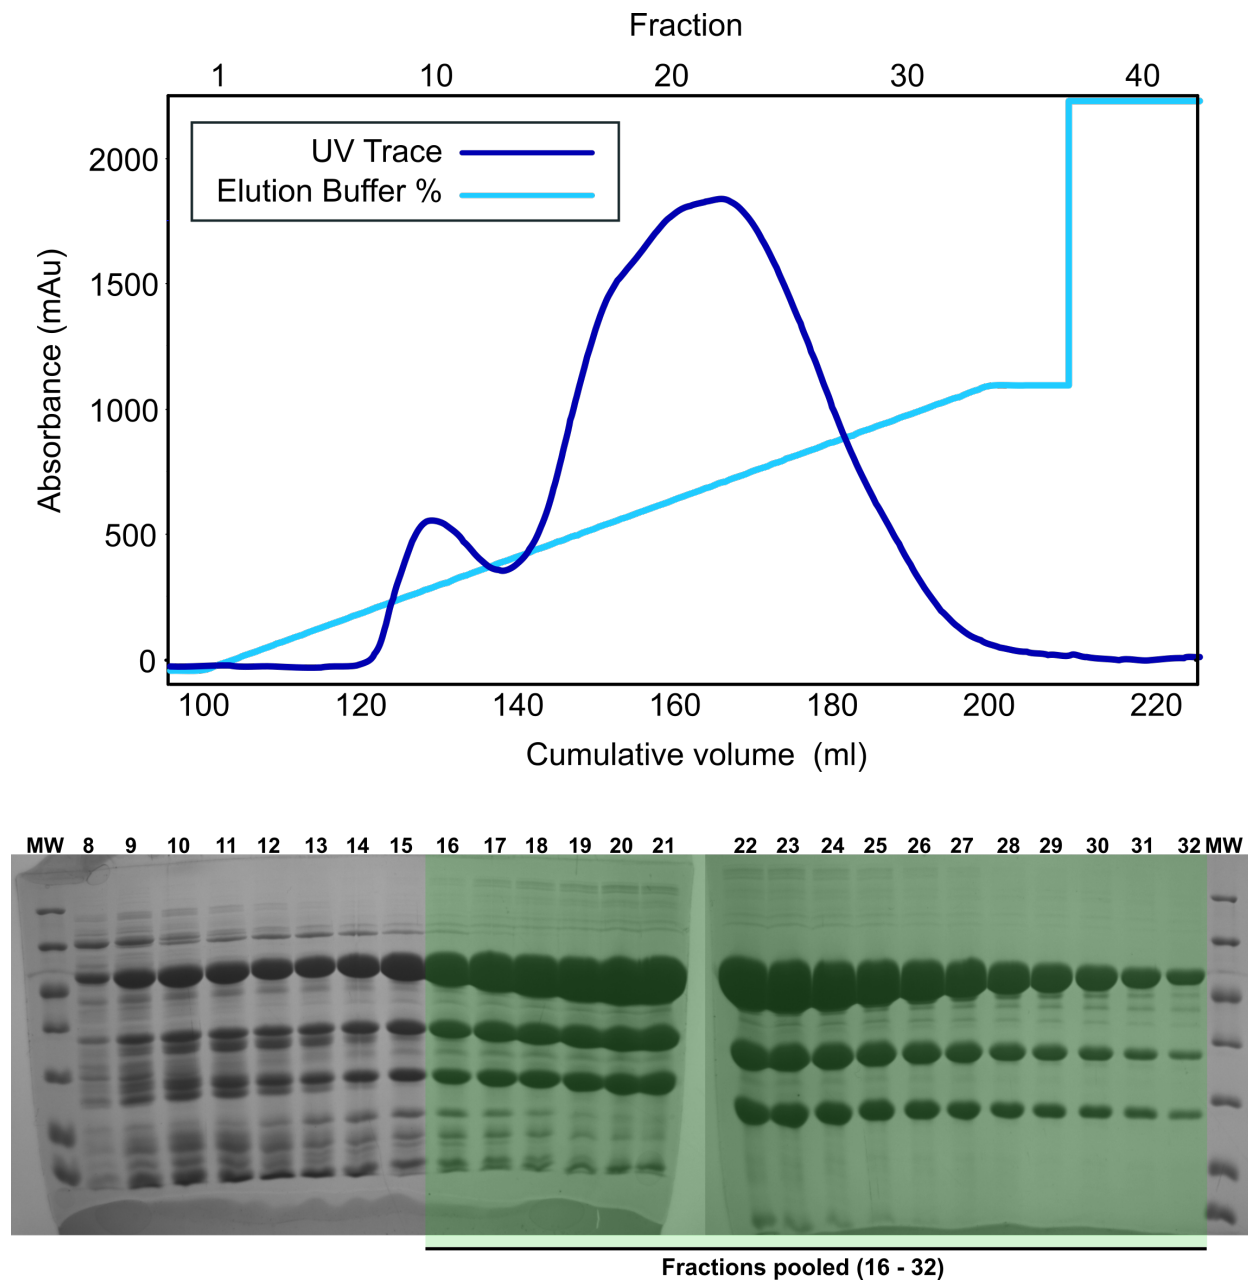 Fraction
1 10 20 30 40
UV Trace
Elution Buffer %
Absorbance (mAu)
2000
1500
1000
500
0
100 120 140 160 180 200 220
Cumulative volume (ml)
MW 8 9 10 11 12 13 14 15 16 17 18 19 20 21 22 23 24 25 26 27 28 29 30 31 32 MW
Fractions pooled (16 - 32)